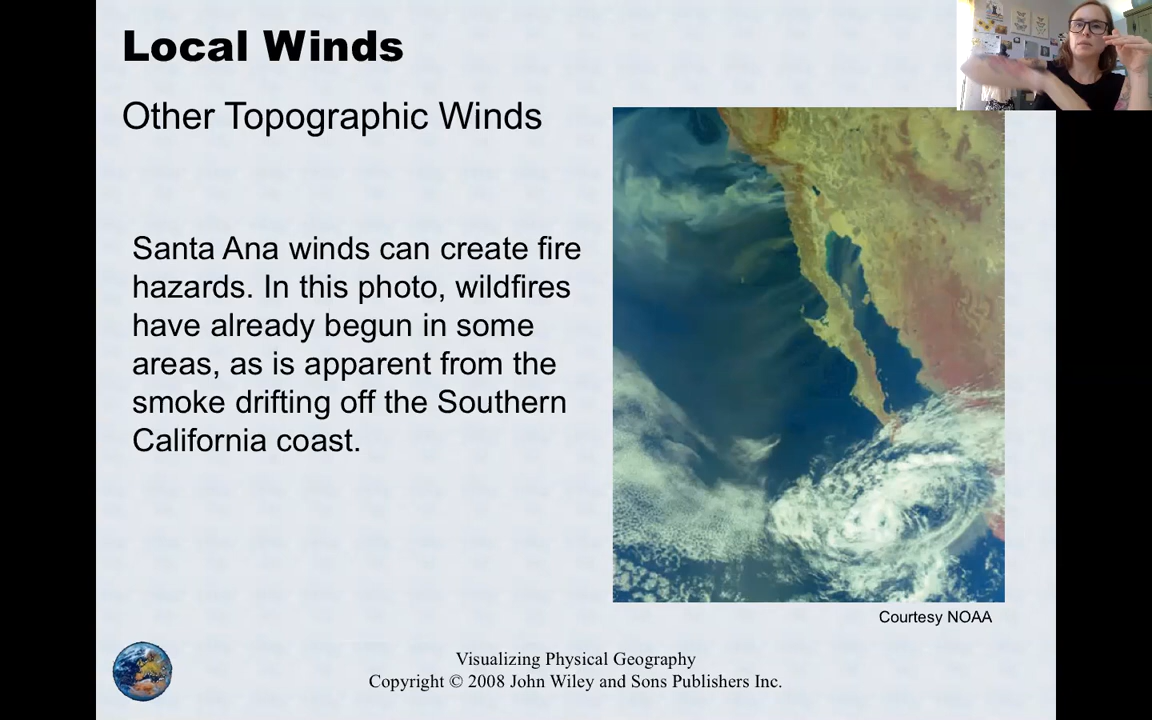 Local Winds
Other Topographic Winds
Santa Ana winds can create fire
hazards. In this photo, wildfires
have already begun in some
areas, as is apparent from the
smoke drifting off the Southern
California coast.
Courtesy NOAA
Visualizing Physical Geography
Copyright © 2008 John Wiley and Sons Publishers Inc.